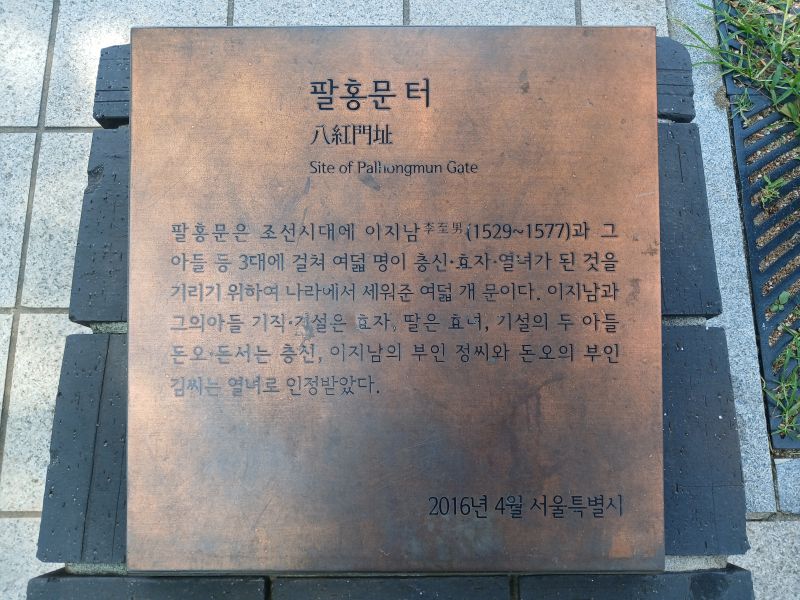 팔홍문 터
八紅門址
Site of Palhongmun Gate
팔홍문은 조선시대에 이지남李至男(1529~1577)과 그
아들 등 3대에 걸쳐 여덟 명이 충신·효자·열녀가 된 것을
기리기 위하여 나라에서 세워준 여덟 개 문이다. 이지남과
그의아들 기직·기설은 효자, 딸은 효녀, 기설의 두 아들
돈오·돈서는 충신, 이지남의 부인 정씨와 돈오의 부인
김씨는 열녀로 인정받았다.
2016년 4월 서울특별시